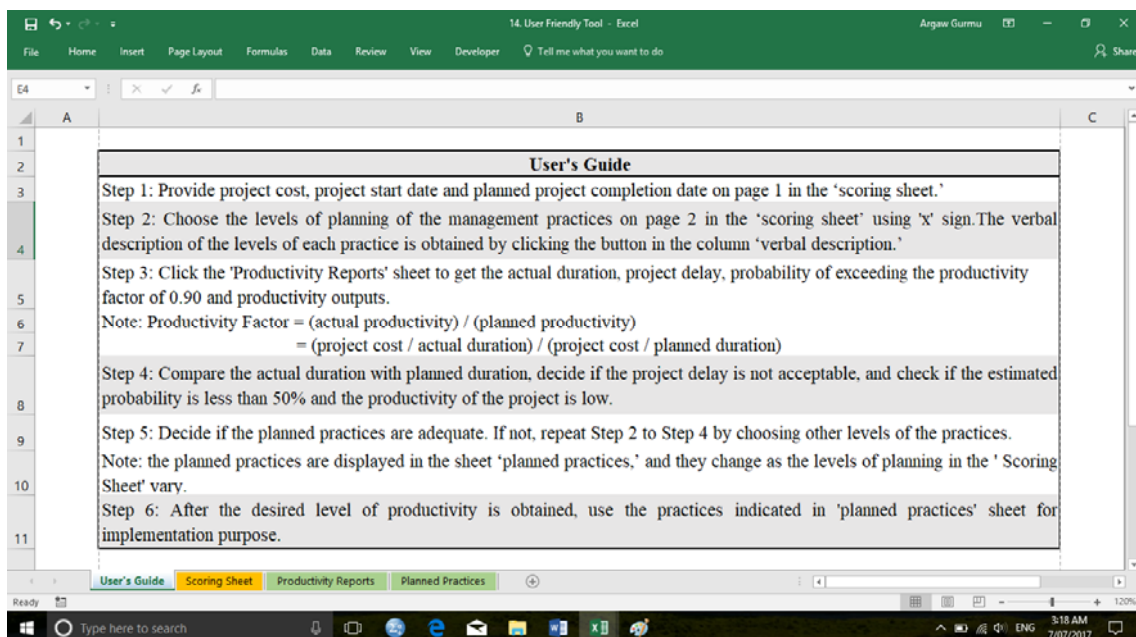 14. User Friendly Tool - Excel
Argaw Gurmu
File Home Insert Page Layout Formulas Data Review View Developer Tell me what you want to do Share
E4 fx
A B C
1
2 User's Guide
3 Step 1: Provide project cost, project start date and planned project completion date on page 1 in the ‘scoring sheet.’
Step 2: Choose the levels of planning of the management practices on page 2 in the ‘scoring sheet’ using 'x' sign.The verbal
4 description of the levels of each practice is obtained by clicking the button in the column ‘verbal description.’
Step 3: Click the 'Productivity Reports' sheet to get the actual duration, project delay, probability of exceeding the productivity
5 factor of 0.90 and productivity outputs.
6 Note: Productivity Factor = (actual productivity) / (planned productivity)
7 = (project cost / actual duration) / (project cost / planned duration)
Step 4: Compare the actual duration with planned duration, decide if the project delay is not acceptable, and check if the estimated
8 probability is less than 50% and the productivity of the project is low.
9 Step 5: Decide if the planned practices are adequate. If not, repeat Step 2 to Step 4 by choosing other levels of the practices.
Note: the planned practices are displayed in the sheet ‘planned practices,’ and they change as the levels of planning in the ' Scoring
10 Sheet' vary.
Step 6: After the desired level of productivity is obtained, use the practices indicated in 'planned practices' sheet for
11 implementation purpose.
User's Guide Scoring Sheet Productivity Reports Planned Practices
Ready 120%
Type here to search ENG 3:18 AM
7/07/2017